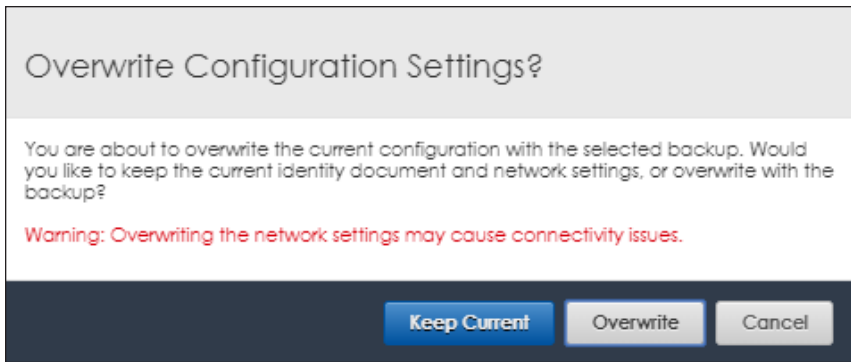 Overwrite Configuration Settings?
You are about to overwrite the current configuration with the selected backup. Would
you like to keep the current identity document and network settings, or overwrite with the
backup?
Warning: Overwriting the network settings may cause connectivity issues.
Keep Current Overwrite Cancel